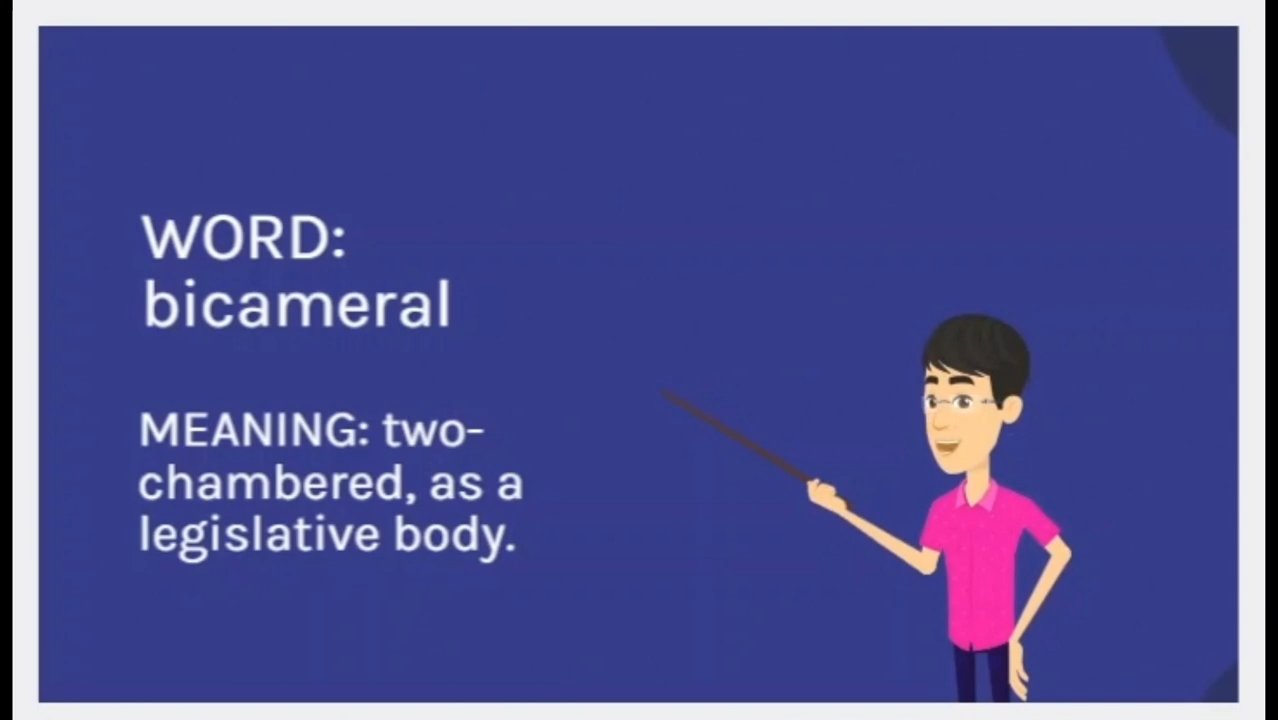 WORD:
bicameral
MEANING: two-
chambered, as a
legislative body.